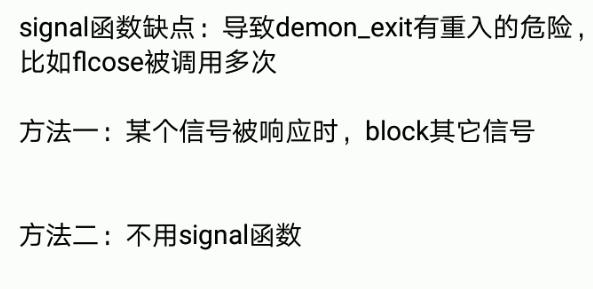 signal函数缺点：导致demon_exit有重入的危险，
比如flcose被调用多次
方法一：某个信号被响应时，block其它信号
方法二：不用signal函数